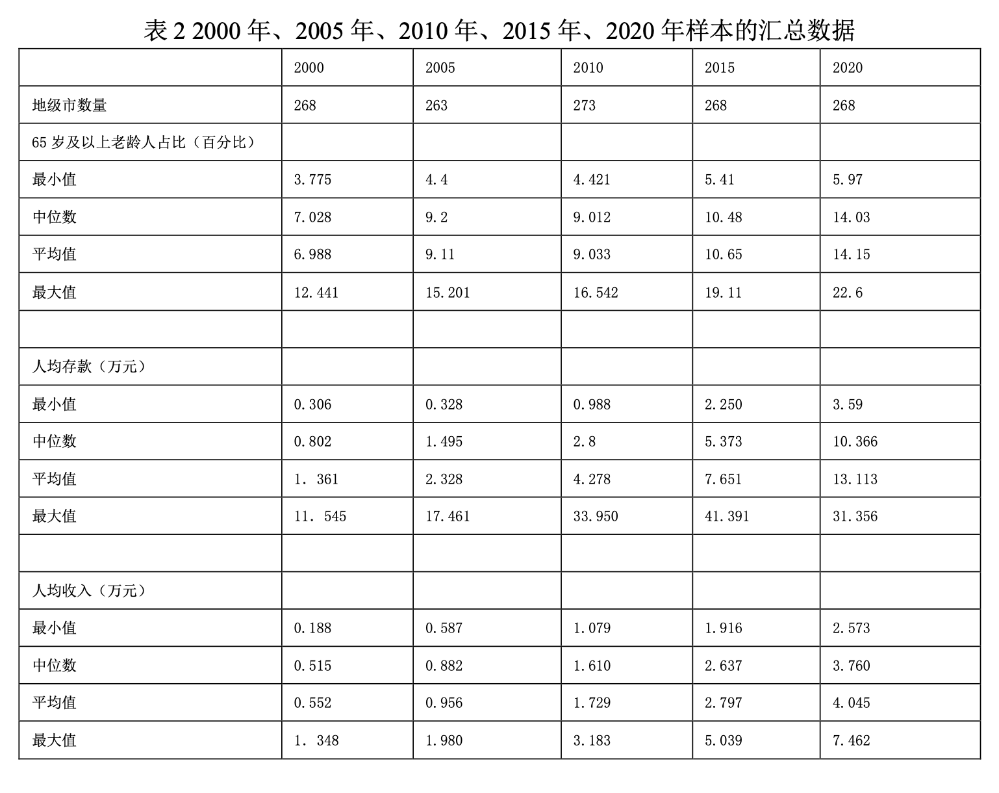 表 2 2000 年、2005 年、2010 年、2015 年、2020 年样本的汇总数据
2000 2005 2010 2015 2020
地级市数量 268 263 273 268 268
65 岁及以上老龄人占比（百分比）
最小值 3.775 4.4 4.421 5.41 5.97
中位数 7.028 9.2 9.012 10.48 14.03
平均值 6.988 9.11 9.033 10.65 14.15
最大值 12.441 15.201 16.542 19.11 22.6
人均存款（万元）
最小值 0.306 0.328 0.988 2.250 3.59
中位数 0.802 1.495 2.8 5.373 10.366
平均值 1. 361 2.328 4.278 7.651 13.113
最大值 11. 545 17.461 33.950 41.391 31.356
人均收入（万元）
最小值 0.188 0.587 1.079 1.916 2.573
中位数 0.515 0.882 1.610 2.637 3.760
平均值 0.552 0.956 1.729 2.797 4.045
最大值 1. 348 1.980 3.183 5.039 7.462